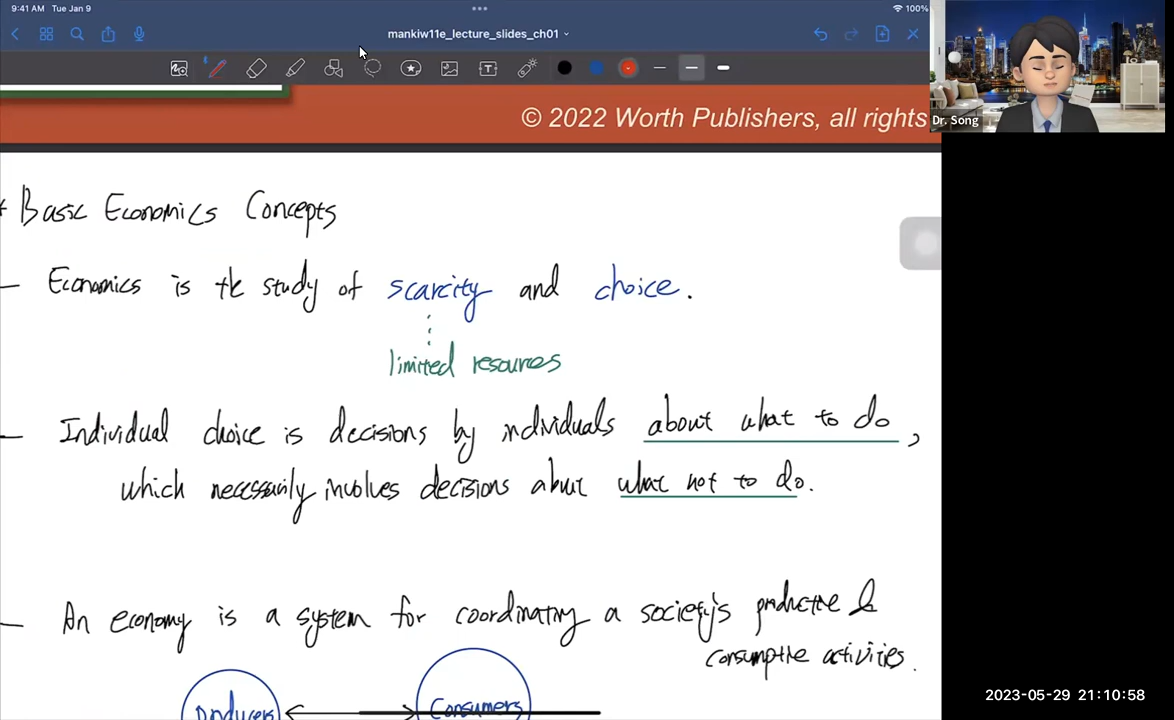 9:41 AM Tue Jan 9
100%
mankiw11e_lecture_slides_ch01
© 2022 Worth Publishers, all rights
Dr. Song
Basic Economics Concepts
– Economics is the study of scarcity and choice.
limited resources
– Individual choice is decisions by individuals about what to do,
which necessarily involves decisions about what not to do.
– An economy is a system for coordinating a society's productive &
consumptive activities.
Producers
Consumers
2023-05-29 21:10:58